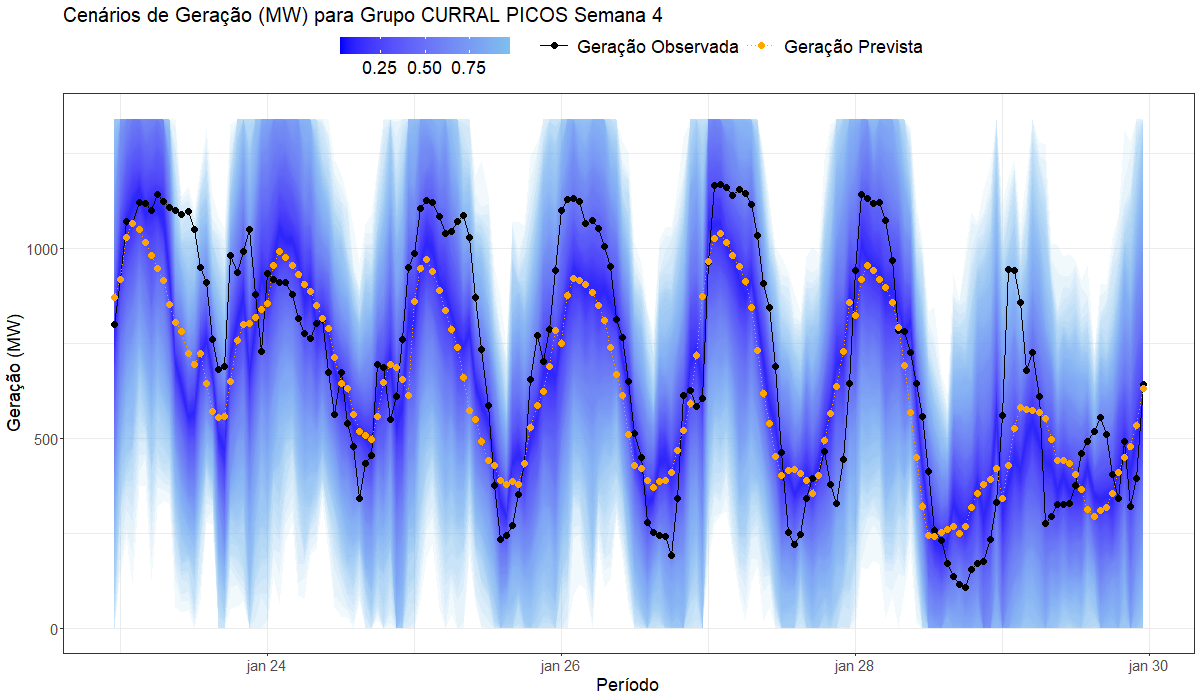 Cenários de Geração (MW) para Grupo CURRAL PICOS Semana 4
0.25 0.50 0.75
Geração Observada
Geração Prevista
Geração (MW)
1000
500
0
jan 24
jan 26
jan 28
jan 30
Período